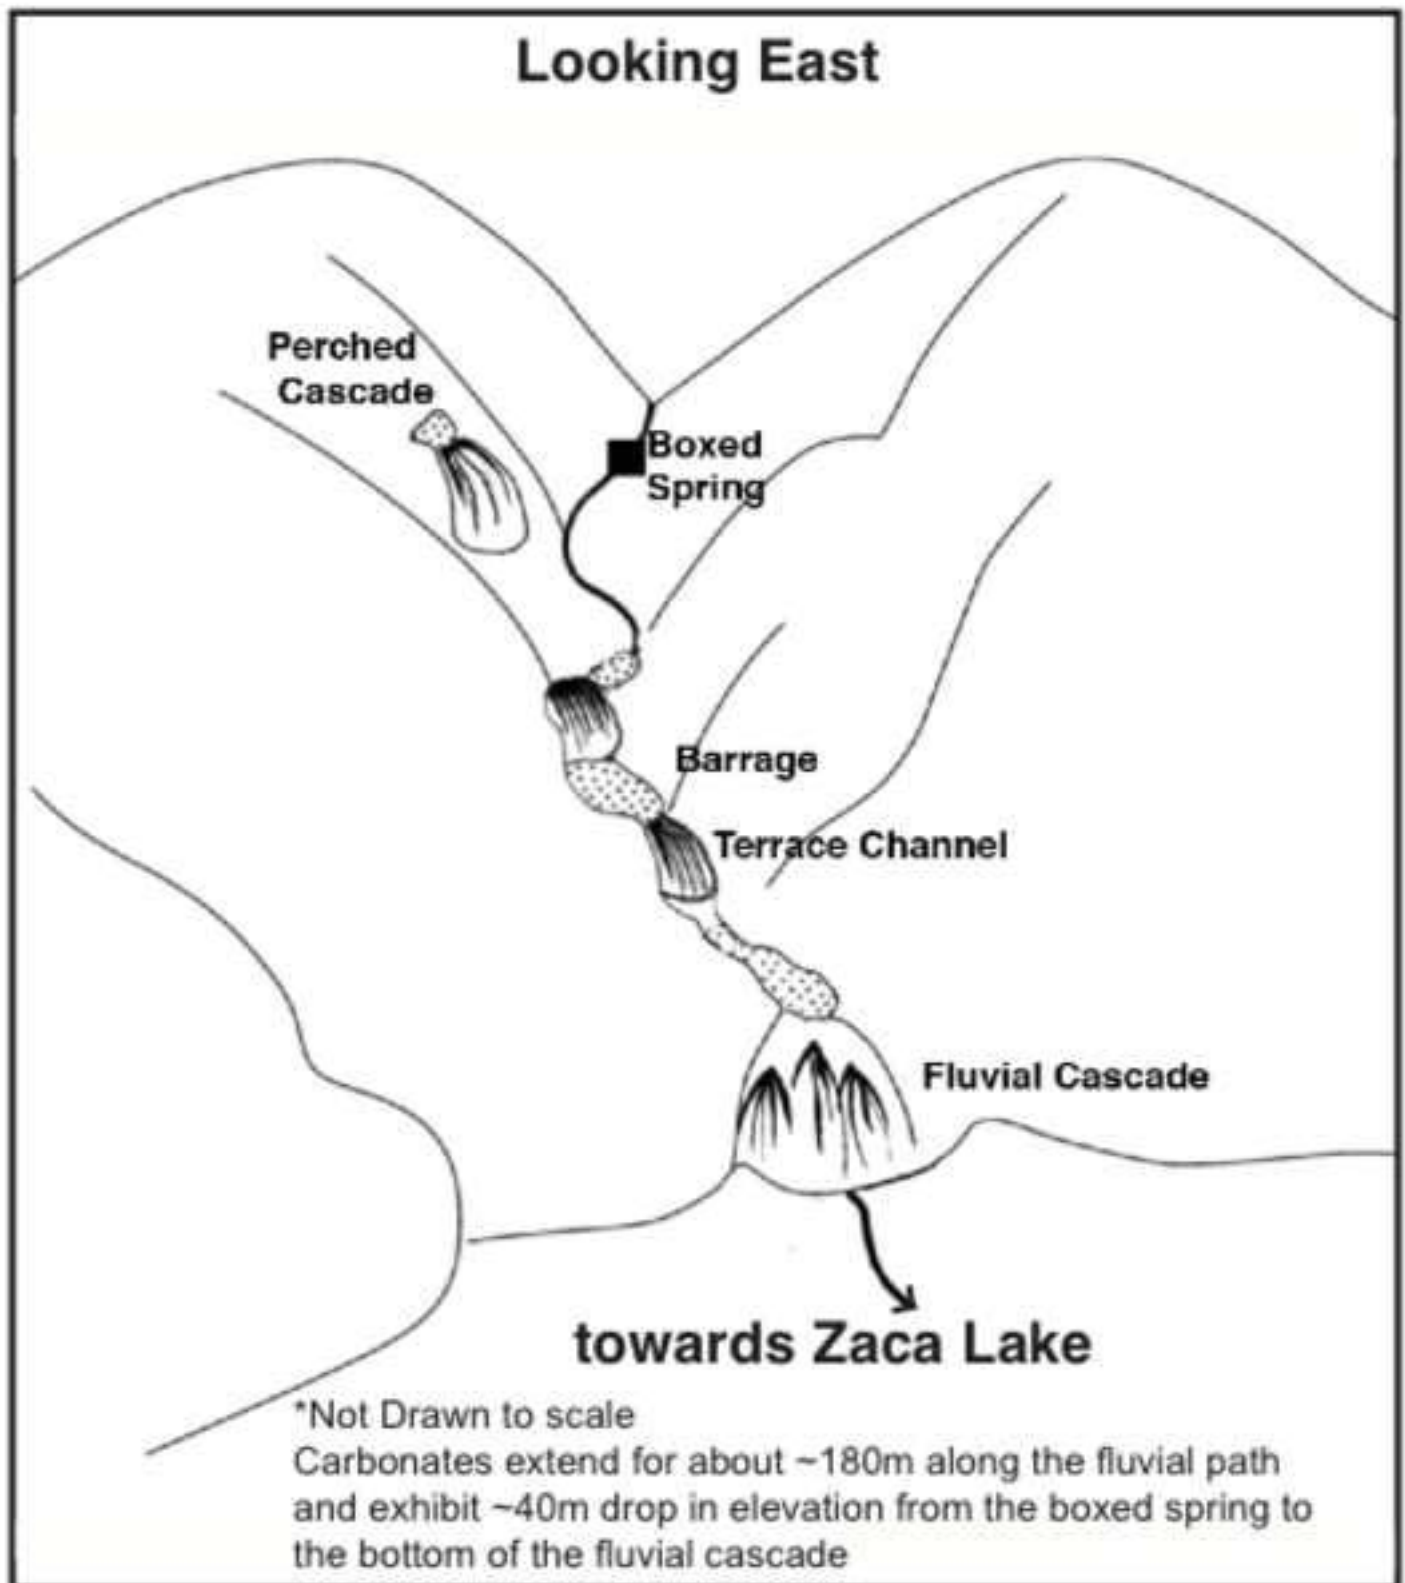 Looking East
Perched
Cascade
Boxed
Spring
Barrage
Terrace Channel
Fluvial Cascade
towards Zaca Lake
*Not Drawn to scale
Carbonates extend for about ~180m along the fluvial path
and exhibit ~40m drop in elevation from the boxed spring to
the bottom of the fluvial cascade